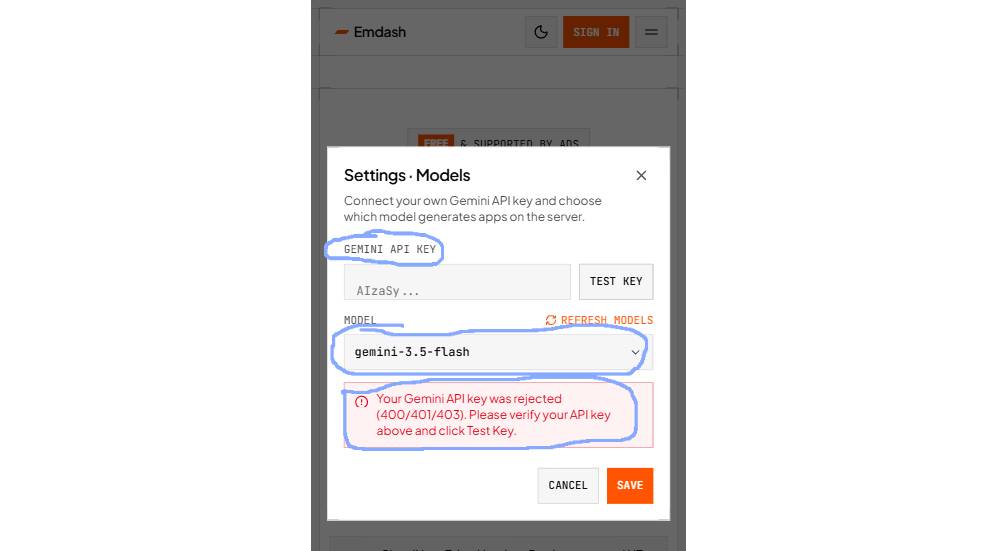 Emdash
SIGN IN
FREE & SUPPORTED BY ADS
Settings · Models
Connect your own Gemini API key and choose
which model generates apps on the server.
GEMINI API KEY
AIzaSy...
TEST KEY
MODEL
REFRESH MODELS
gemini-3.5-flash
Your Gemini API key was rejected
(400/401/403). Please verify your API key
above and click Test Key.
CANCEL
SAVE